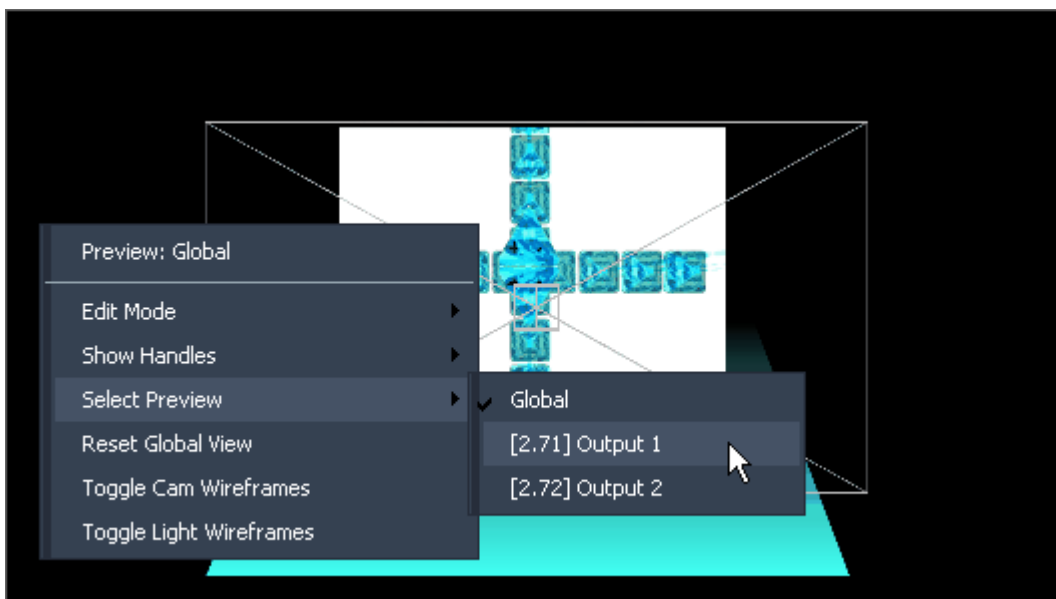 Preview: Global
Edit Mode
Show Handles
Select Preview
Reset Global View
Toggle Cam Wireframes
Toggle Light Wireframes
Global
[2.71] Output 1
[2.72] Output 2